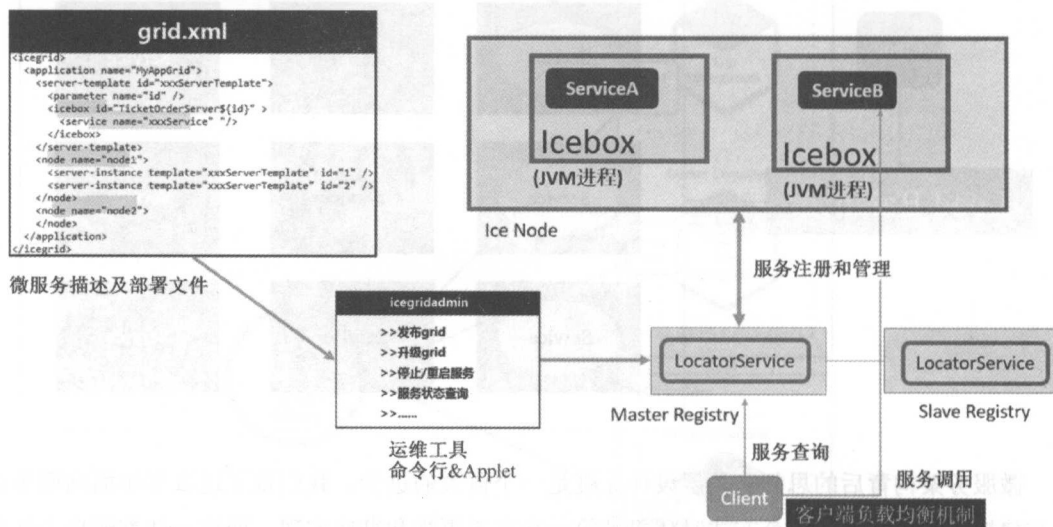 grid.xml
<icegrid>
<application name="MyAppGrid">
<server-template id="xxxServerTemplate">
<parameter name="id" />
<icebox id="TicketOrderServer${id}" >
<service name="xxxService" "/>
</icebox>
</server-template>
<node name="node1">
<server-instance template="xxxServerTemplate" id="1" />
<server-instance template="xxxServerTemplate" id="2" />
</node>
<node name="node2">
</node>
</application>
</icegrid>
微服务描述及部署文件
icegridadmin
>>发布grid
>>升级grid
>>停止/重启服务
>>服务状态查询
>>......
运维工具
命令行&Applet
ServiceA
Icebox
(JVM进程)
ServiceB
Icebox
(JVM进程)
Ice Node
服务注册和管理
LocatorService
Master Registry
LocatorService
Slave Registry
服务查询
服务调用
Client
客户端负载均衡机制